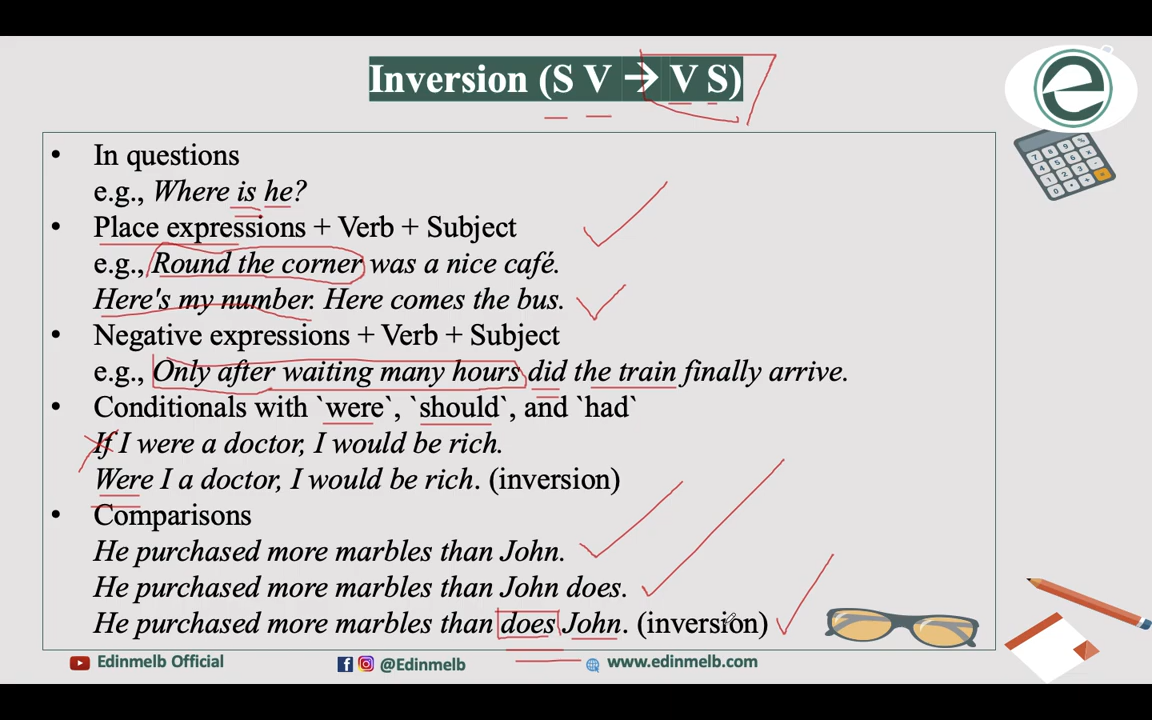 Inversion (S V → V S)
• In questions
e.g., Where is he?
• Place expressions + Verb + Subject
e.g., Round the corner was a nice café.
Here's my number. Here comes the bus.
• Negative expressions + Verb + Subject
e.g., Only after waiting many hours did the train finally arrive.
• Conditionals with `were`, `should`, and `had`
If I were a doctor, I would be rich.
Were I a doctor, I would be rich. (inversion)
• Comparisons
He purchased more marbles than John.
He purchased more marbles than John does.
He purchased more marbles than does John. (inversion)
Edinmelb Official
@Edinmelb
www.edinmelb.com